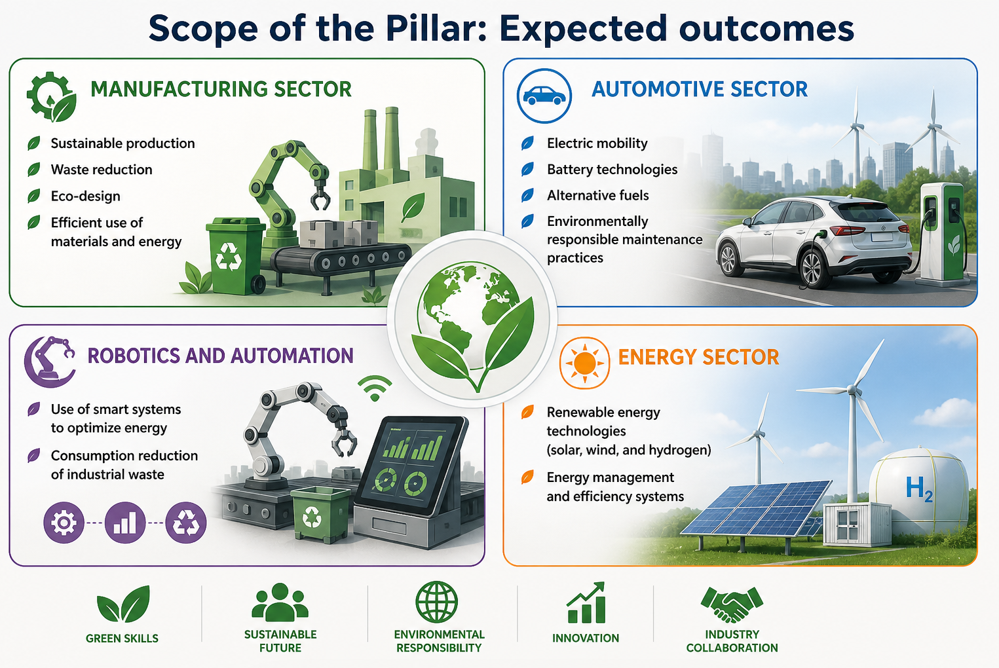 Scope of the Pillar: Expected outcomes
MANUFACTURING SECTOR
Sustainable production
Waste reduction
Eco-design
Efficient use of
materials and energy
AUTOMOTIVE SECTOR
Electric mobility
Battery technologies
Alternative fuels
Environmentally
responsible maintenance
practices
ROBOTICS AND AUTOMATION
Use of smart systems
to optimize energy
Consumption reduction
of industrial waste
ENERGY SECTOR
Renewable energy
technologies
(solar, wind, and hydrogen)
Energy management
and efficiency systems
H2
GREEN SKILLS
SUSTAINABLE
FUTURE
ENVIRONMENTAL
RESPONSIBILITY
INNOVATION
INDUSTRY
COLLABORATION